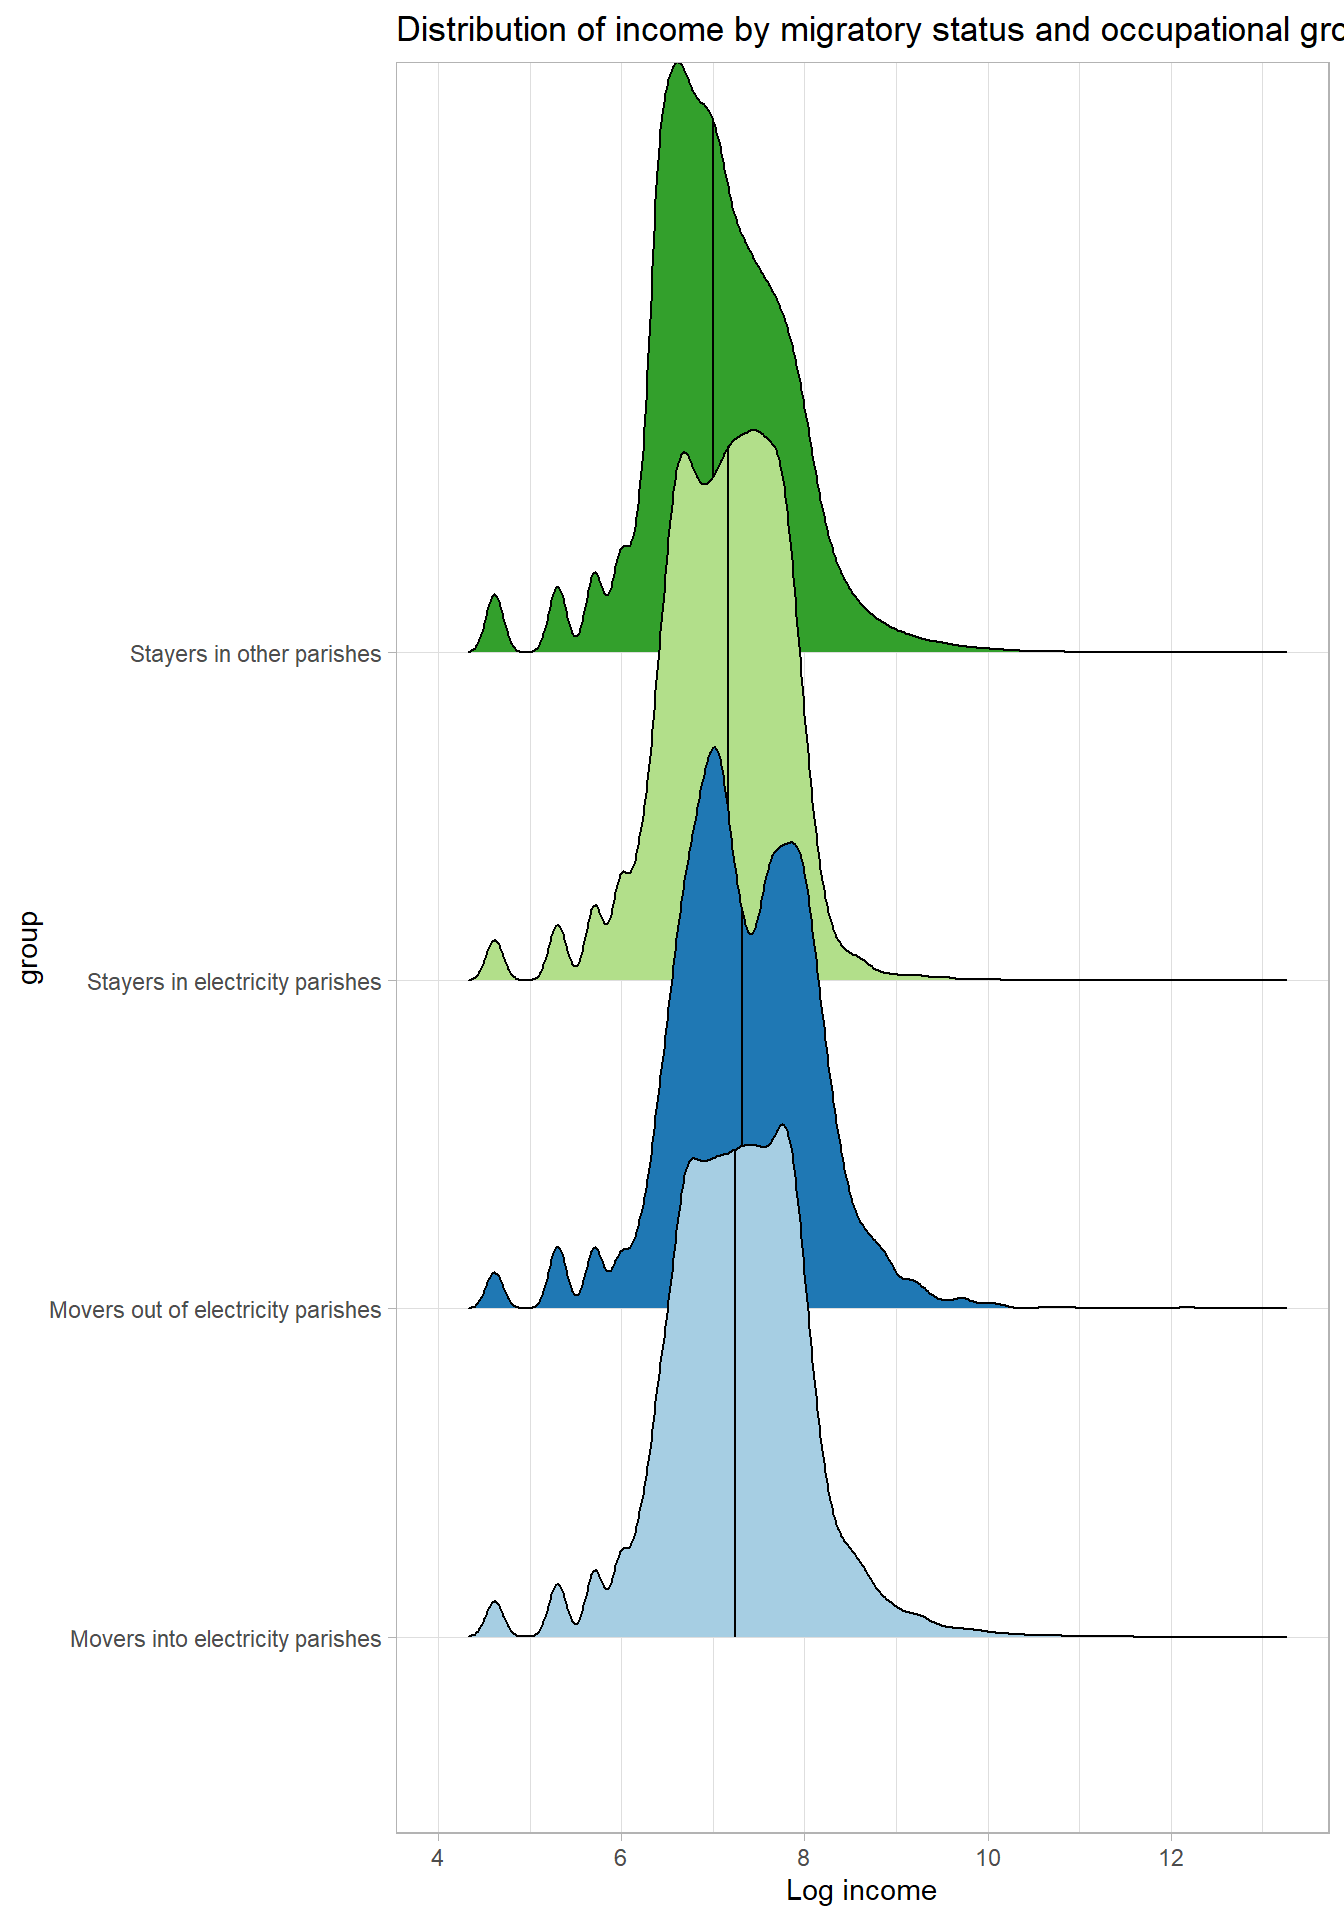 Distribution of income by migratory status and occupational gro
Stayers in other parishes
Stayers in electricity parishes
Movers out of electricity parishes
Movers into electricity parishes
group
4 6 8 10 12
Log income